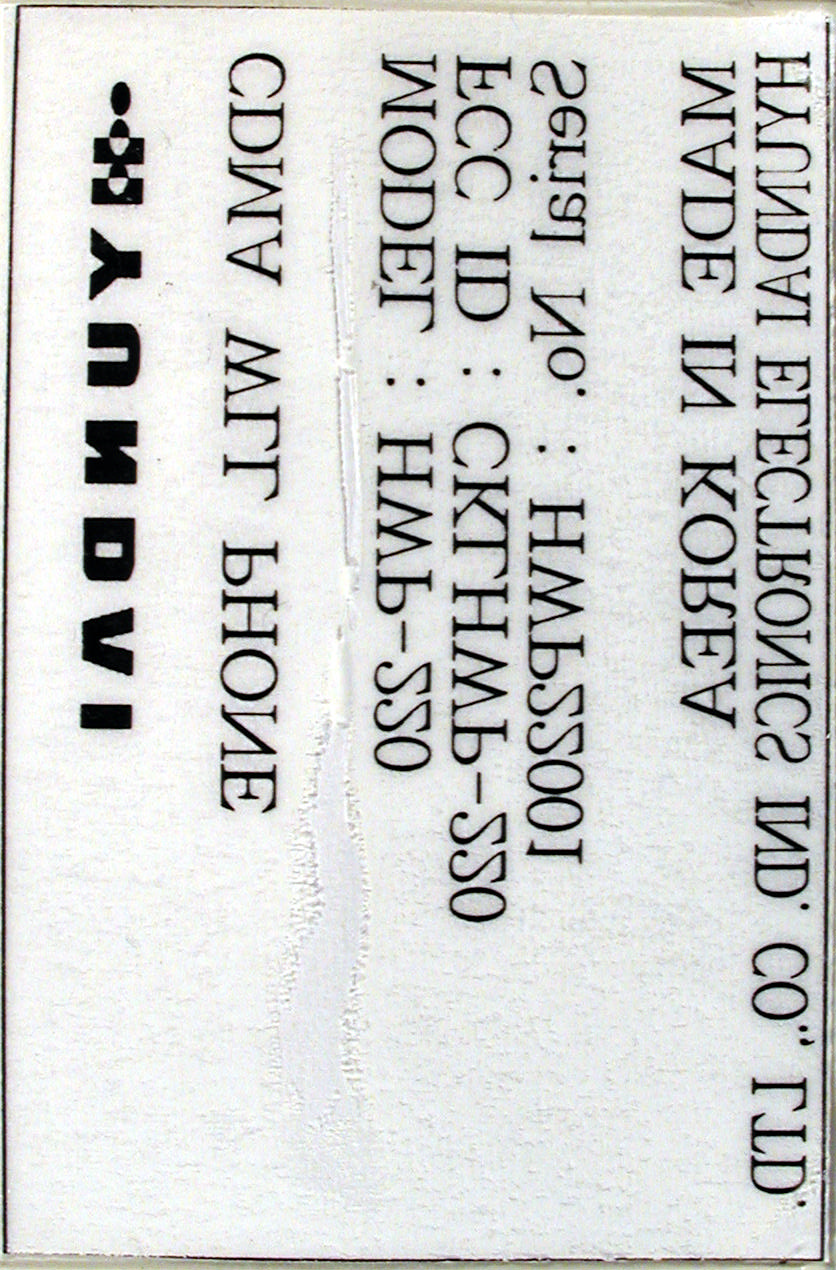 HYUNDAI
CDMA WLL PHONE
MODEL : HWP-220
FCC ID : CKLHWP-220
Serial No. : HWP22001
MADE IN KOREA
HYUNDAI ELECTRONICS IND. CO., LTD.